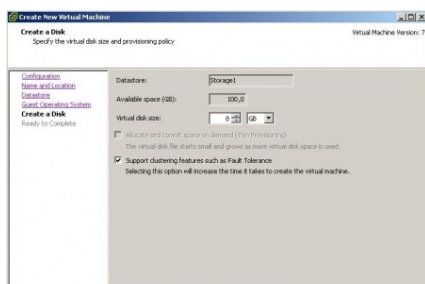 Create New Virtual Machine
Create a Disk
Specify the virtual disk size and provisioning policy
Virtual Machine Version: 7
Configuration
Name and Location
Datastore
Guest Operating System
Create a Disk
Ready to Complete
Datastore: Storage1
Available space (GB): 100,0
Virtual disk size: 8 GB
Allocate and commit space on demand (Thin Provisioning)
The virtual disk file starts small and grows as more virtual disk space is used.
Support clustering features such as Fault Tolerance
Selecting this option will increase the time it takes to create the virtual machine.